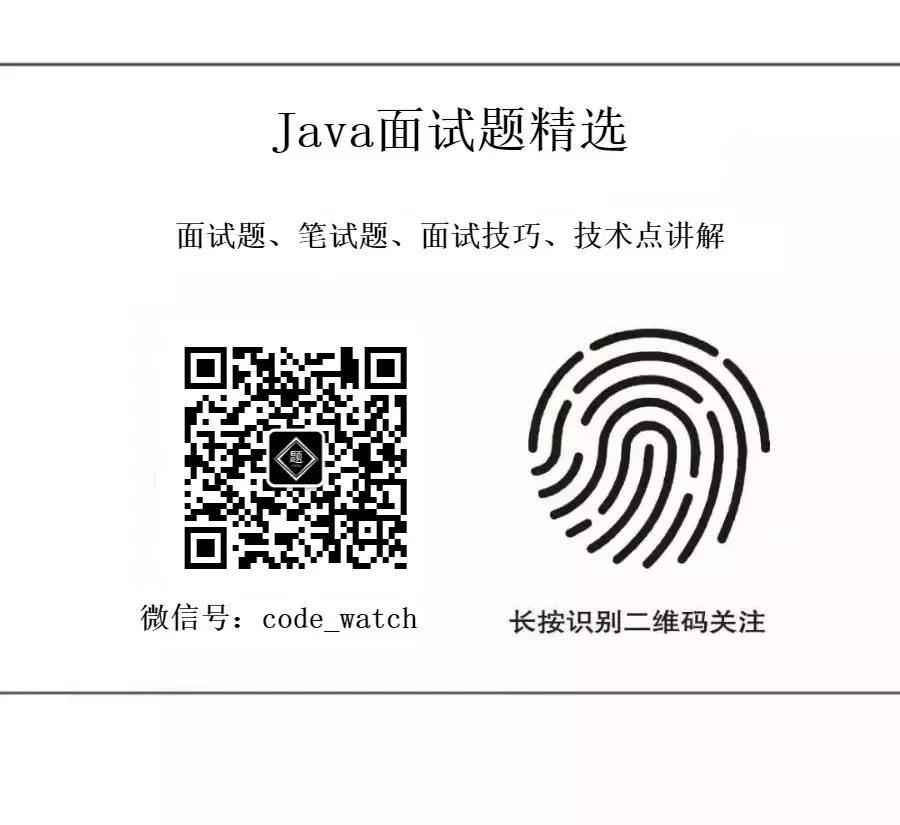 Java面试题精选
面试题、笔试题、面试技巧、技术点讲解
题
微信号：code_watch
长按识别二维码关注